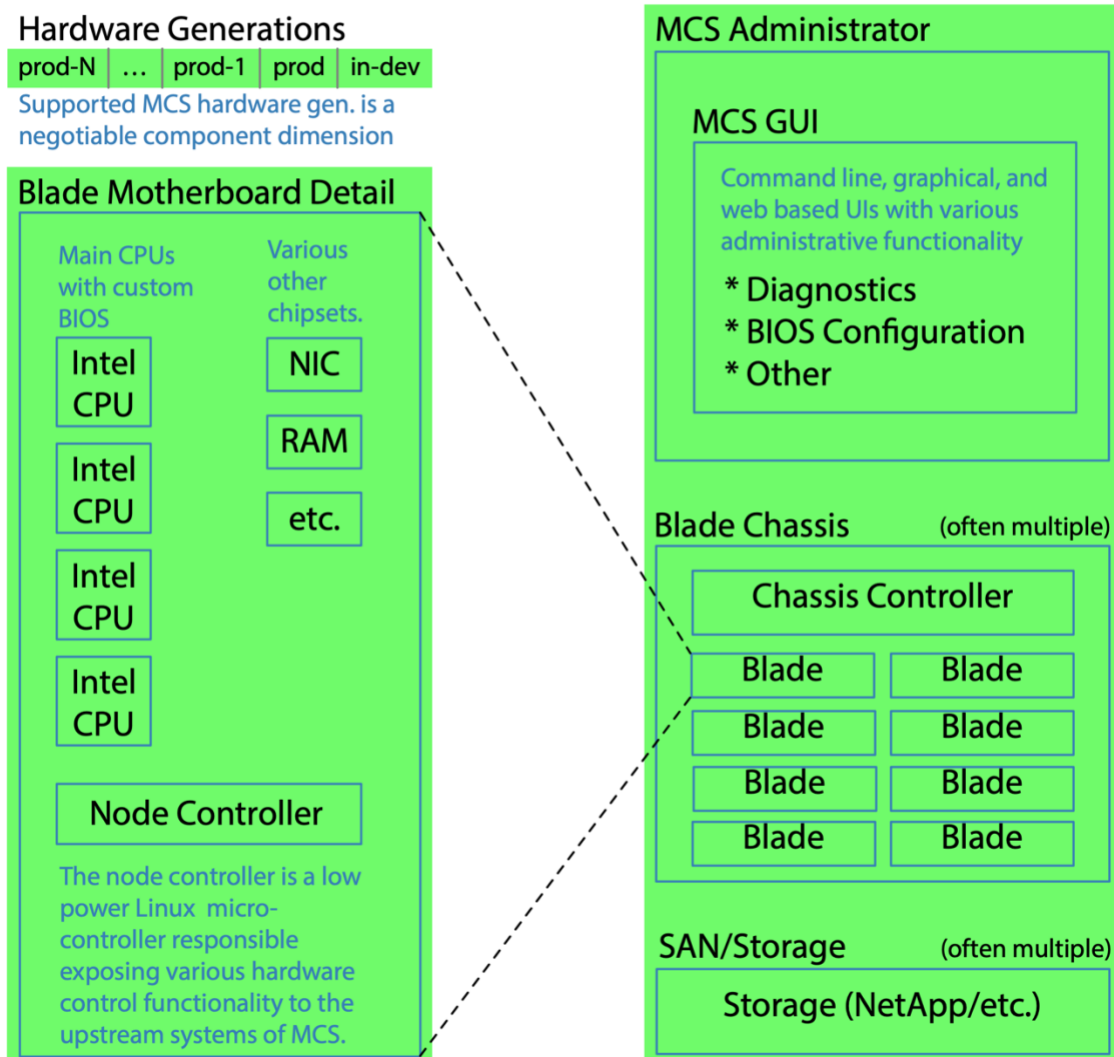 Hardware Generations
prod-N … prod-1 prod in-dev
Supported MCS hardware gen. is a
negotiable component dimension
Blade Motherboard Detail
Main CPUs
with custom
BIOS
Intel
CPU
Intel
CPU
Intel
CPU
Intel
CPU
Various
other
chipsets.
NIC
RAM
etc.
Node Controller
The node controller is a low
power Linux micro-
controller responsible
exposing various hardware
control functionality to the
upstream systems of MCS.
MCS Administrator
MCS GUI
Command line, graphical, and
web based UIs with various
administrative functionality
* Diagnostics
* BIOS Configuration
* Other
Blade Chassis (often multiple)
Chassis Controller
Blade Blade
Blade Blade
Blade Blade
Blade Blade
SAN/Storage (often multiple)
Storage (NetApp/etc.)